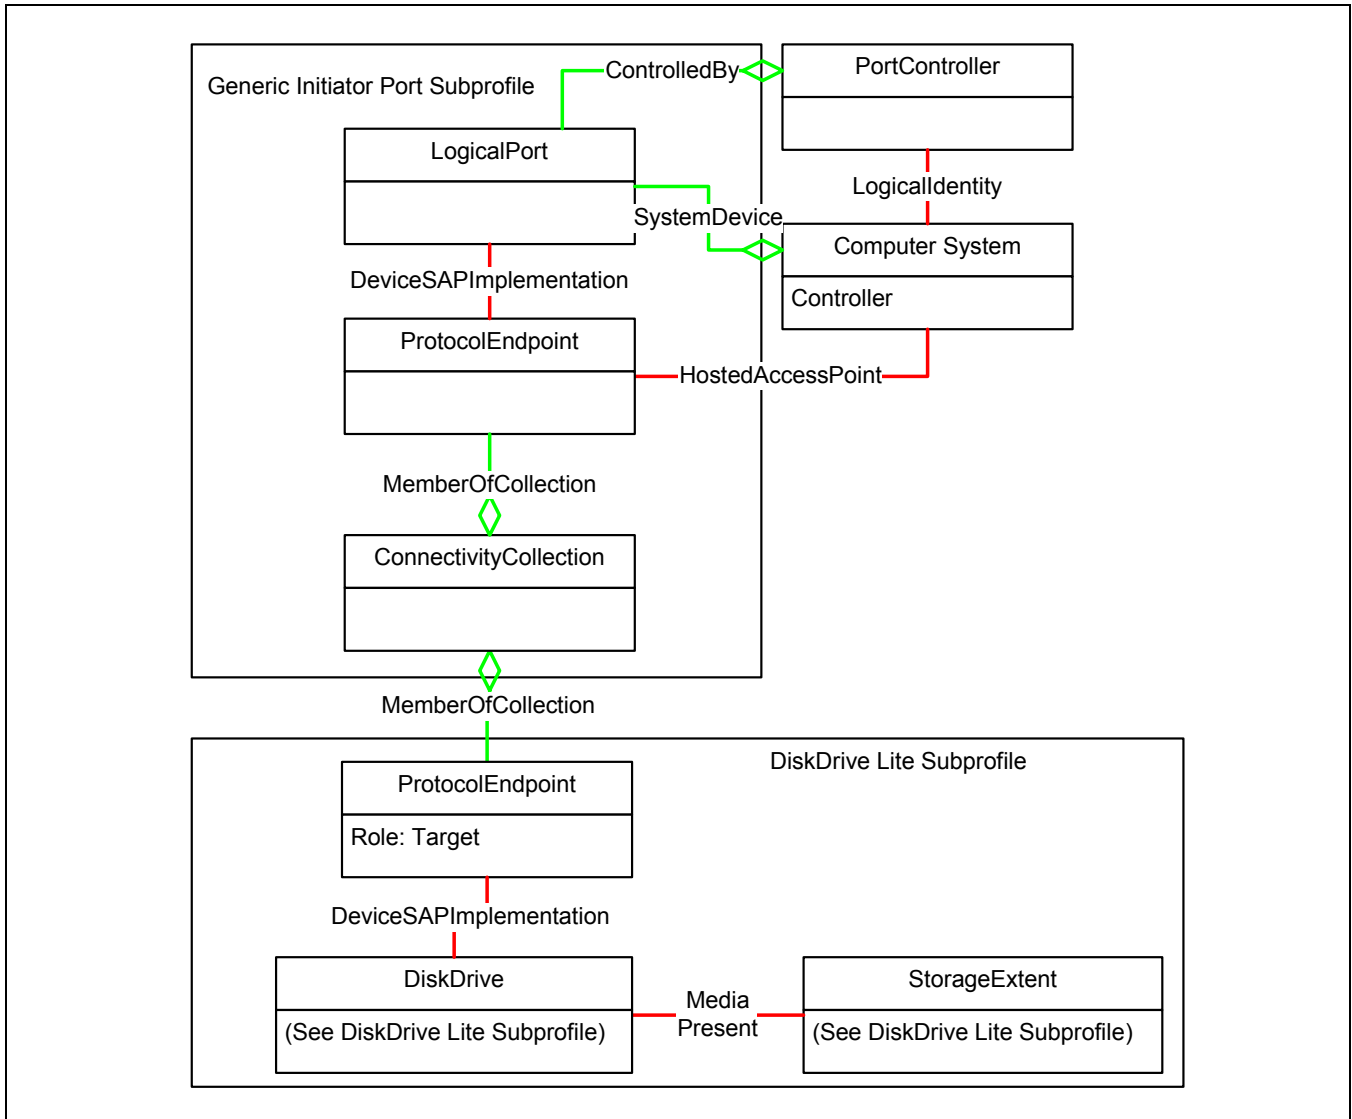 ControlledBy
PortController
Generic Initiator Port Subprofile
LogicalPort
LogicalIdentity
SystemDevice
Computer System
DeviceSAPImplementation
Controller
ProtocolEndpoint
HostedAccessPoint
MemberOfCollection
ConnectivityCollection
MemberOfCollection
DiskDrive Lite Subprofile
ProtocolEndpoint
Role: Target
DeviceSAPImplementation
DiskDrive
StorageExtent
Media
Present
(See DiskDrive Lite Subprofile)
(See DiskDrive Lite Subprofile)